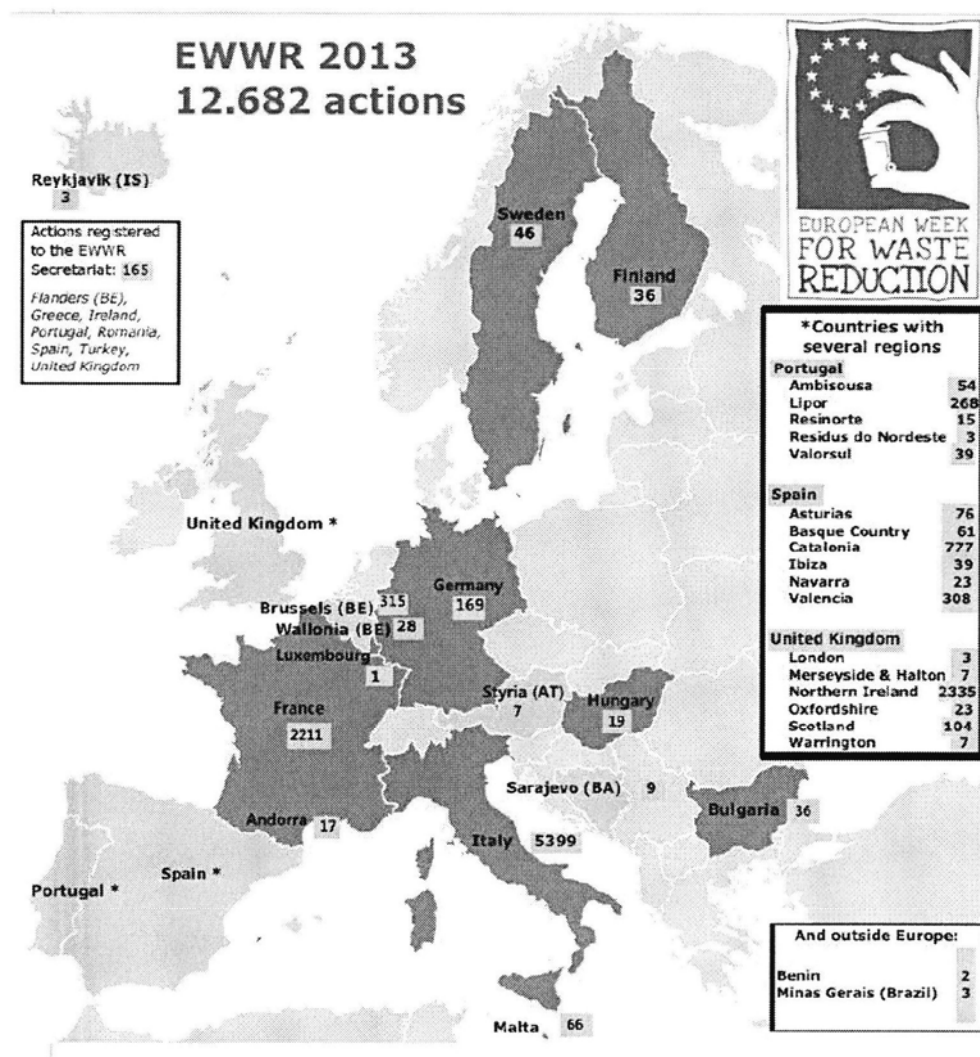 EWWR 2013
12.682 actions
EUROPEAN WEEK
FOR WASTE
REDUCTION
Reykjavik (IS)
3
Actions registered
to the EWWR
Secretariat: 165
Flanders (BE),
Greece, Ireland,
Portugal, Romania,
Spain, Turkey,
United Kingdom
Sweden
46
Finland
36
United Kingdom *
Germany
169
Brussels (BE) 315
Wallonia (BE) 28
Luxembourg
1
France
2211
Styria (AT)
7
Hungary
19
Sarajevo (BA) 9
Bulgaria 36
Andorra 17
Italy 5399
Spain *
Portugal *
Malta 66
*Countries with
several regions
Portugal
Ambisousa 54
Lipor 268
Resinorte 15
Residus do Nordeste 3
Valorsul 39
Spain
Asturias 76
Basque Country 61
Catalonia 777
Ibiza 39
Navarra 23
Valencia 308
United Kingdom
London 3
Merseyside & Halton 7
Northern Ireland 2335
Oxfordshire 23
Scotland 104
Warrington 7
And outside Europe:
Benin 2
Minas Gerais (Brazil) 3